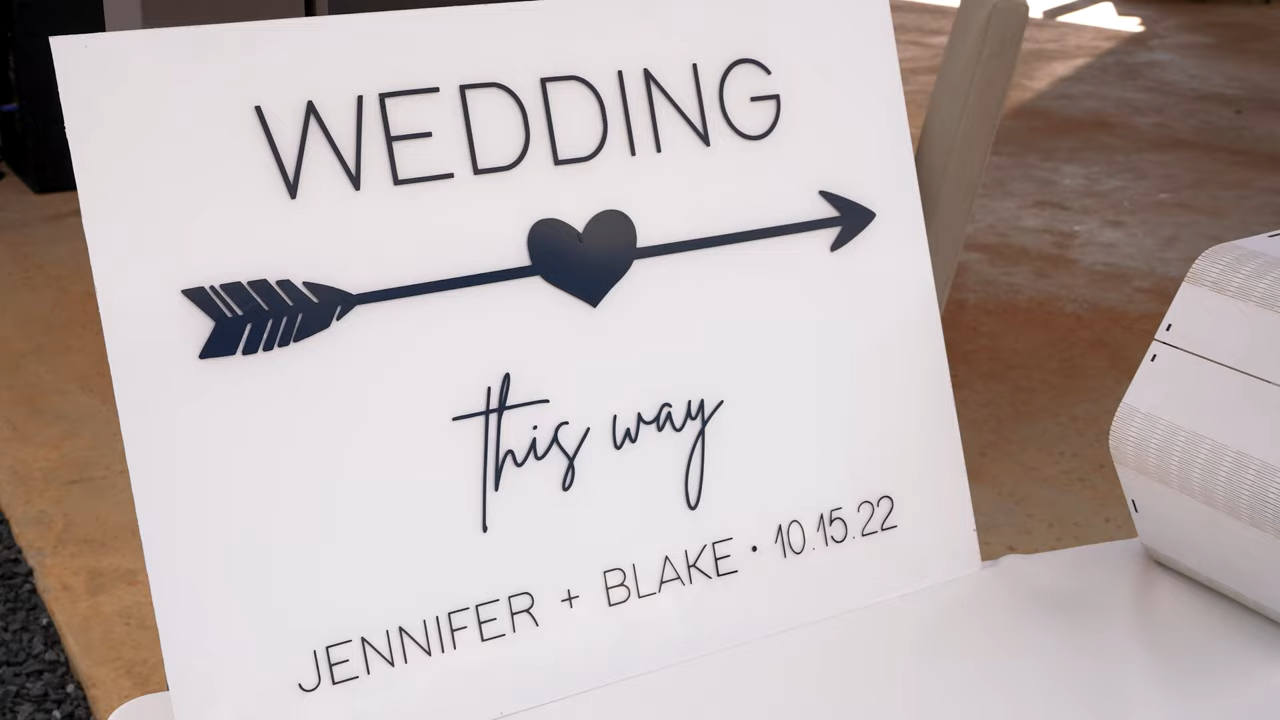 WEDDING
this way
JENNIFER + BLAKE • 10.15.22